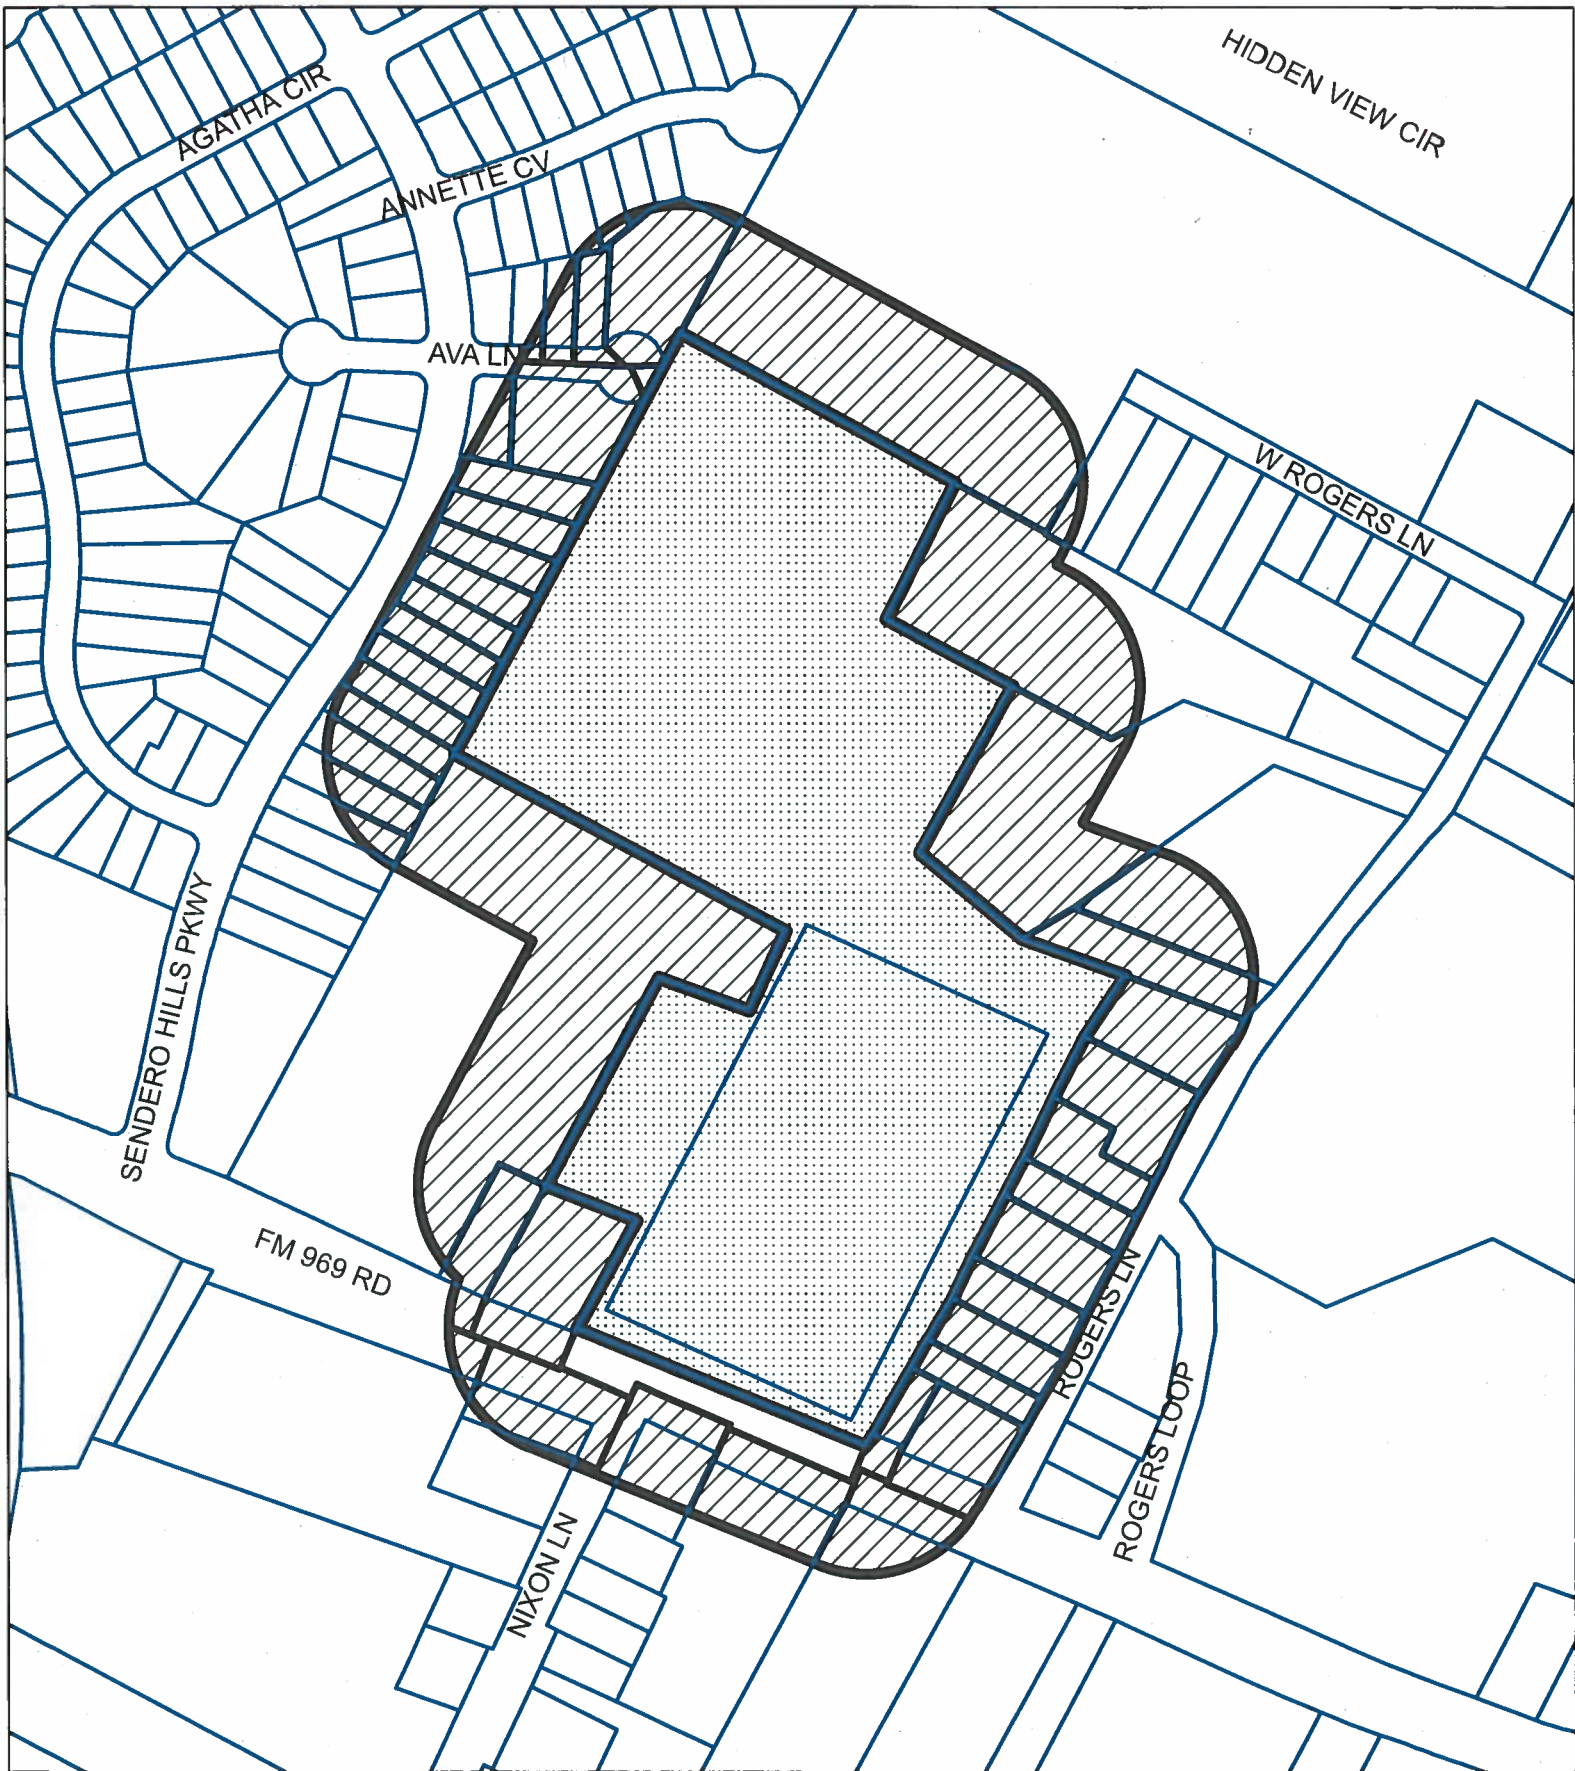 HIDDEN VIEW CIR
AGATHA CIR
ANNETTE CV
AVA LN
W ROGERS LN
SENDERO HILLS PKWY
FM 969 RD
ROGERS LN
ROGERS LOOP
NIXON LN